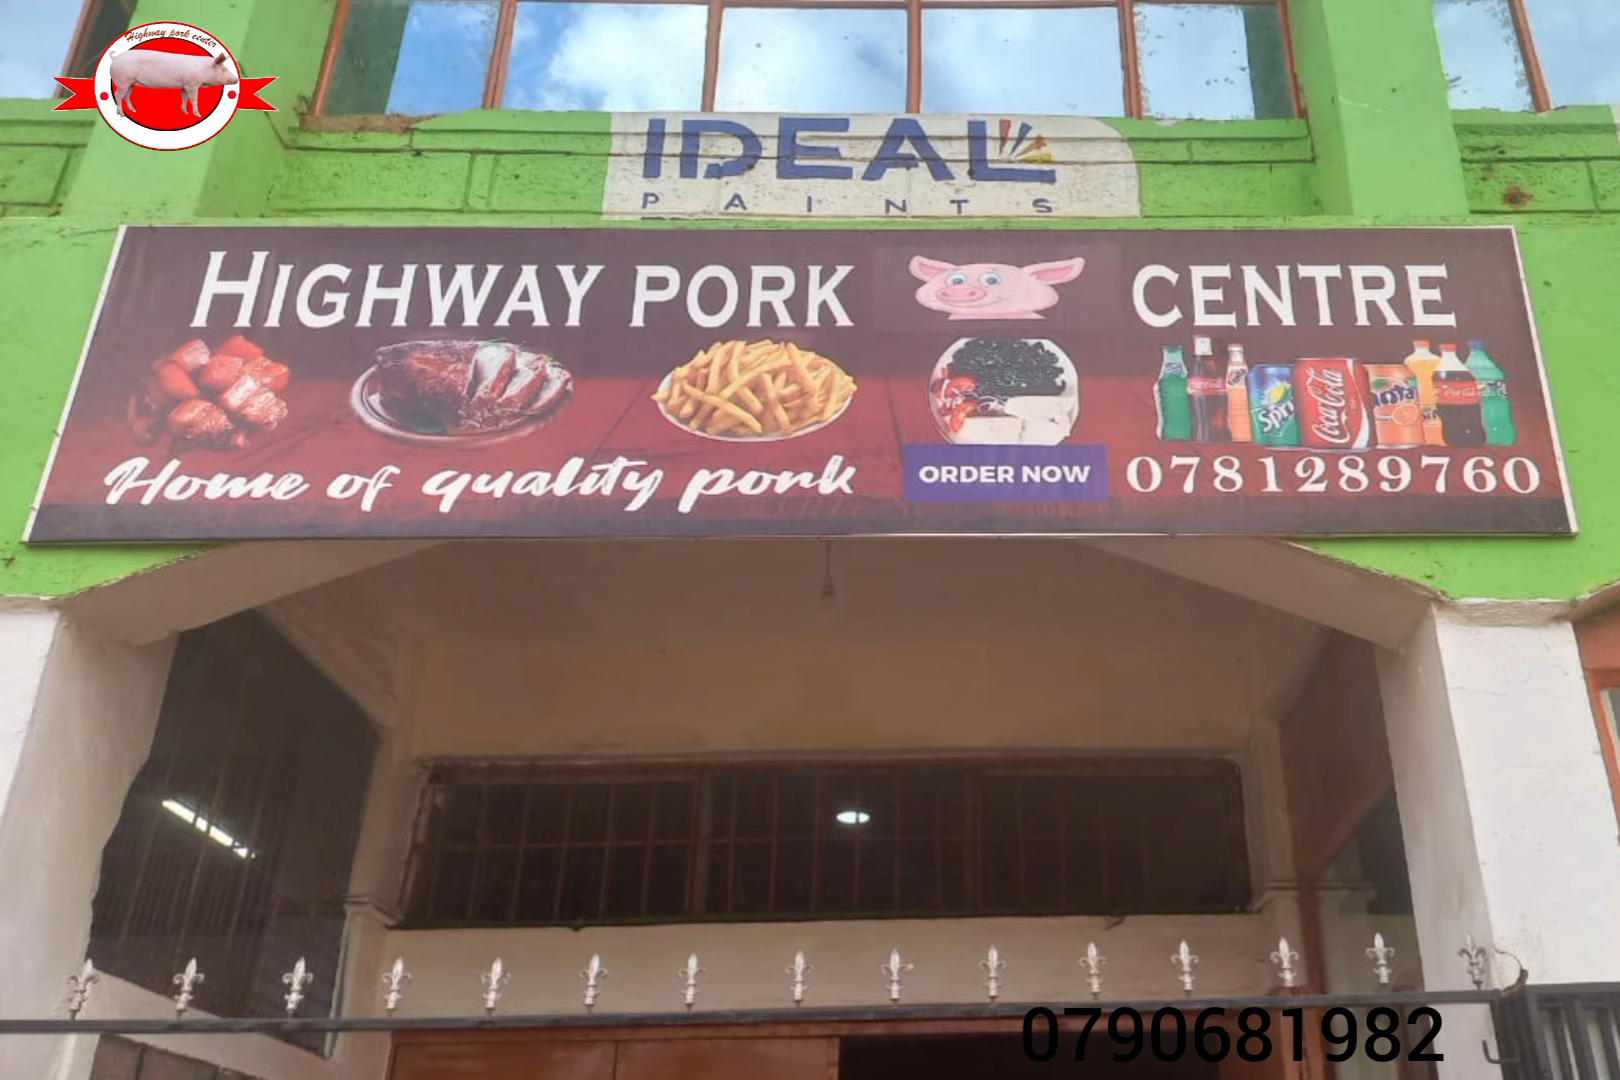 Highway pork center
IDEAL
PAINTS
HIGHWAY PORK CENTRE
Home of quality pork
ORDER NOW 0781289760
Sprite
Coca-Cola
0790681982